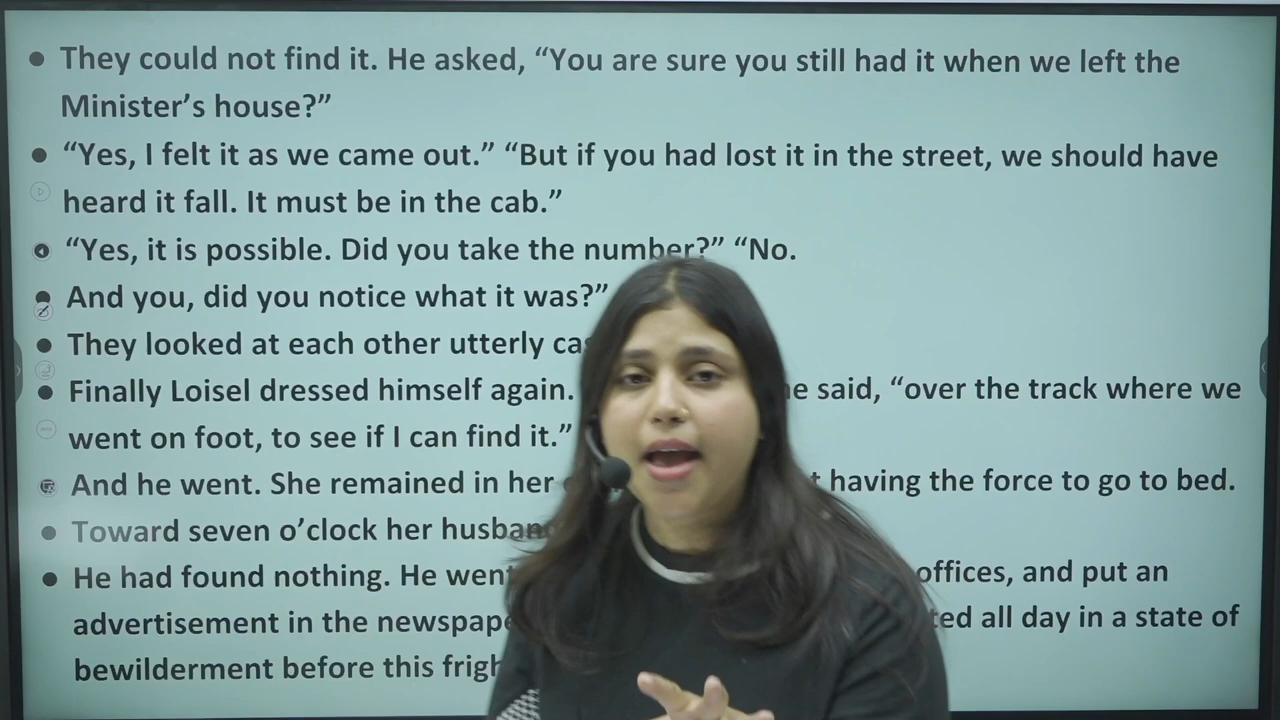 • They could not find it. He asked, “You are sure you still had it when we left the
Minister’s house?”
• “Yes, I felt it as we came out.” “But if you had lost it in the street, we should have
heard it fall. It must be in the cab.”
• “Yes, it is possible. Did you take the number?” “No.
• And you, did you notice what it was?”
• They looked at each other utterly
• Finally Loisel dressed himself again. said, “over the track where we
went on foot, to see if I can find it.”
• And he went. She remained in her having the force to go to bed.
• Toward seven o’clock her
• He had found nothing. He went offices, and put an
advertisement in the all day in a state of
bewilderment before this